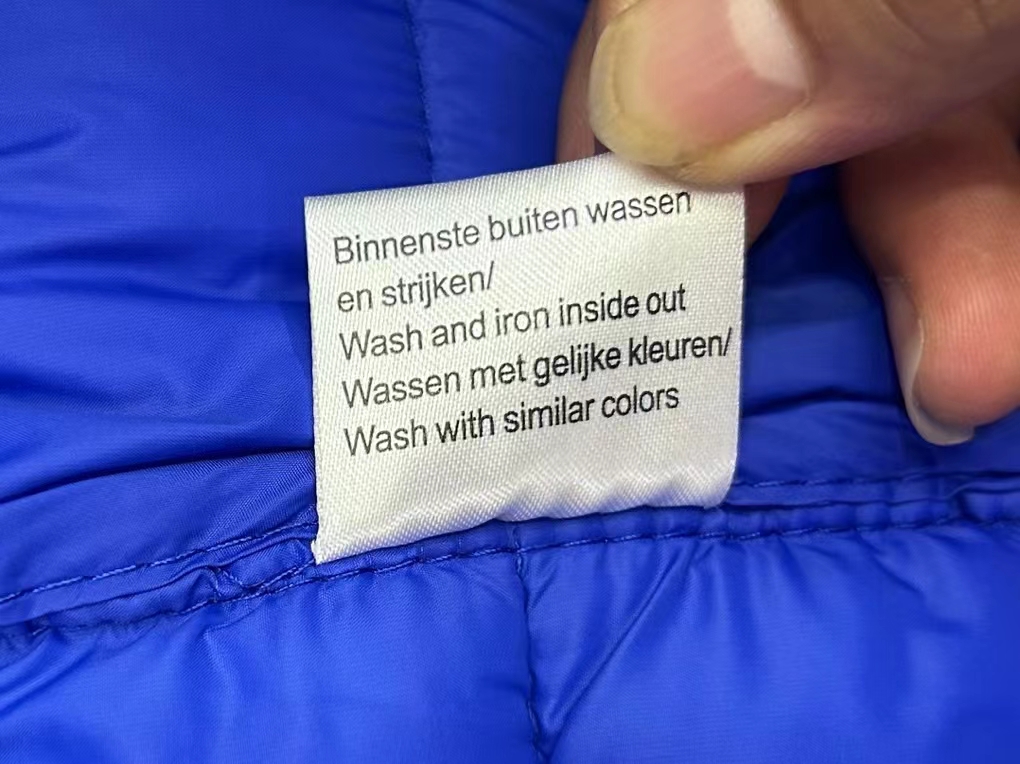 Binnenste buiten wassen
en strijken/
Wash and iron inside out
Wassen met gelijke kleuren/
Wash with similar colors